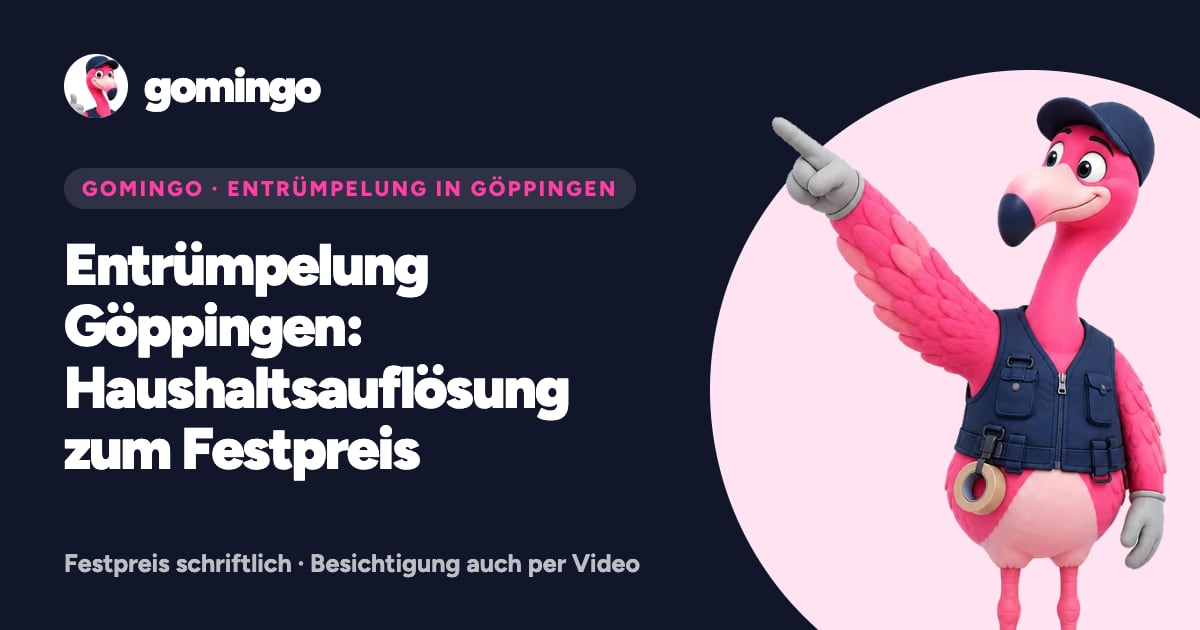 gomingo
GOMINGO · ENTRÜMPELUNG IN GÖPPINGEN
Entrümpelung
Göppingen:
Haushaltsauflösung
zum Festpreis
Festpreis schriftlich · Besichtigung auch per Video